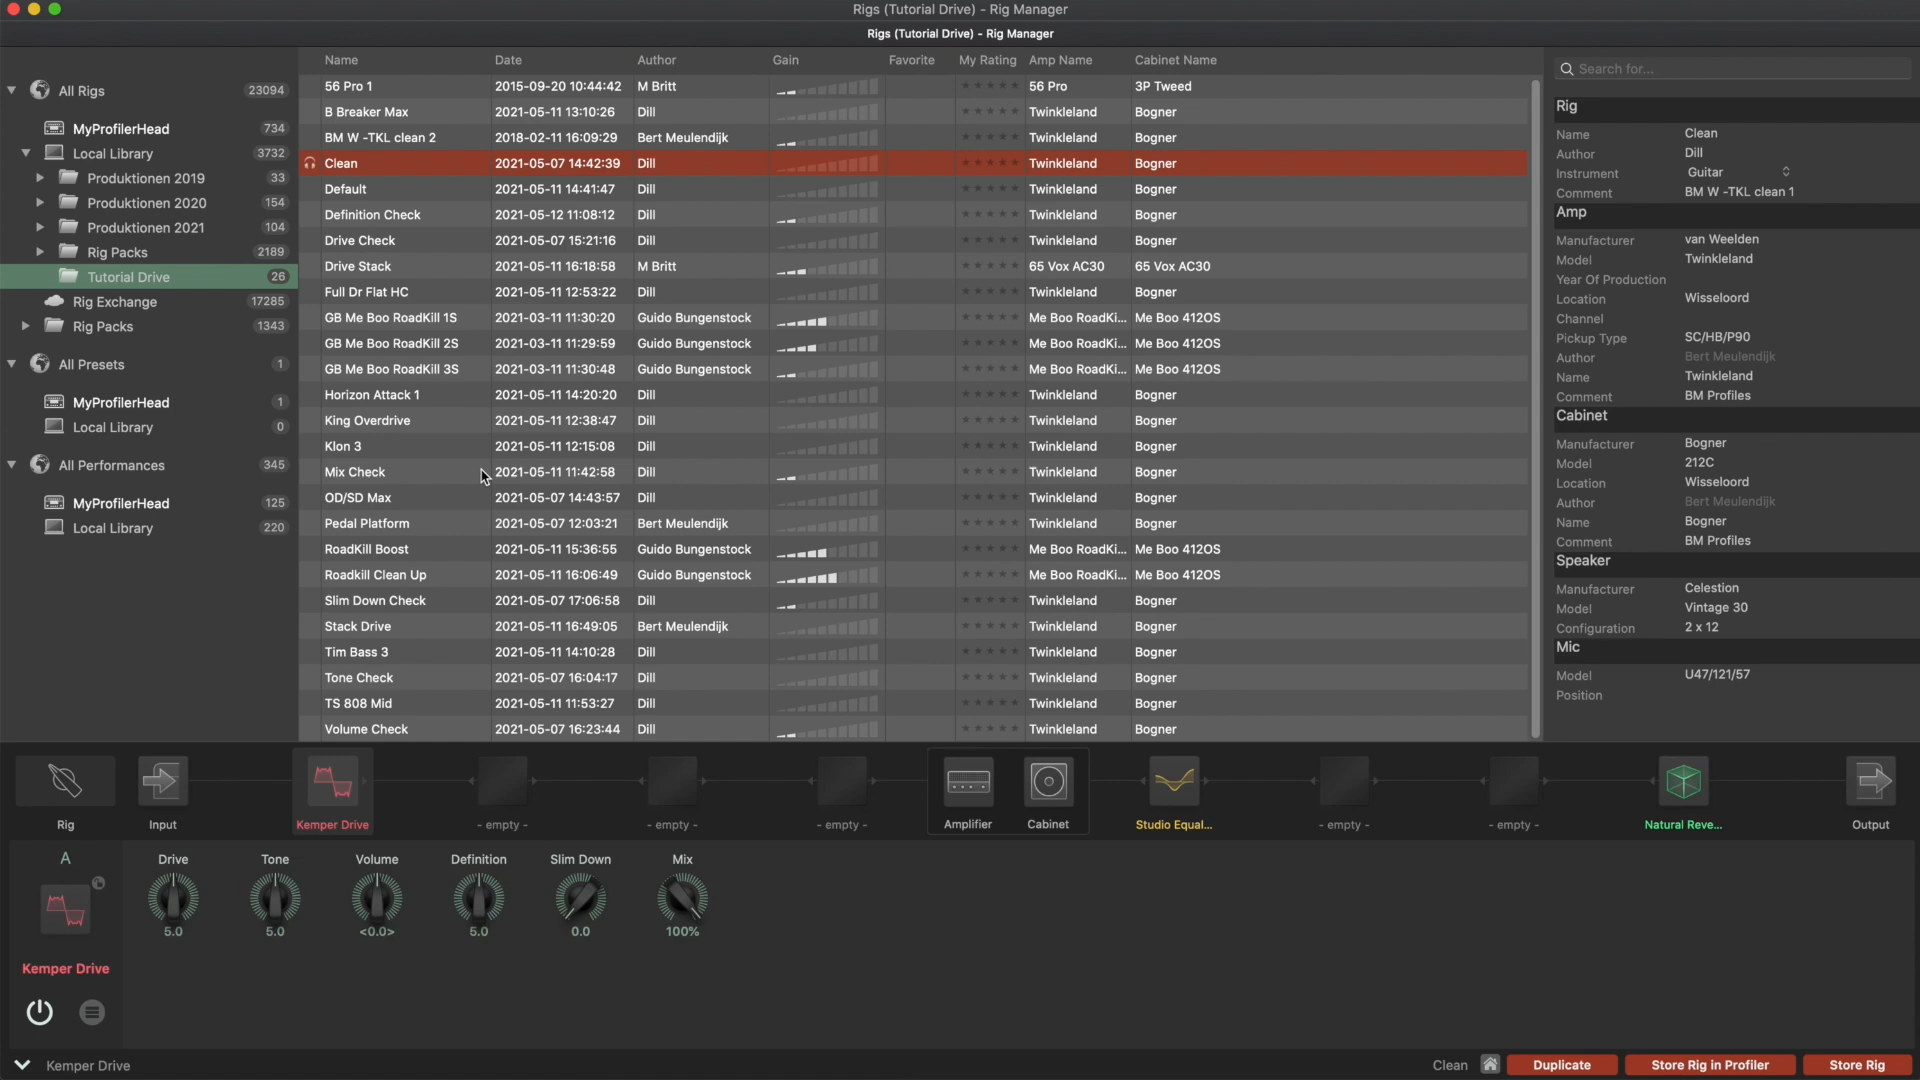 Rigs (Tutorial Drive) - Rig Manager
Rigs (Tutorial Drive) - Rig Manager
Name Date Author Gain Favorite My Rating Amp Name Cabinet Name
All Rigs 23094
MyProfilerHead 734
Local Library 3732
Produktionen 2019 33
Produktionen 2020 154
Produktionen 2021 104
Rig Packs 2189
Tutorial Drive 26
Rig Exchange 17285
Rig Packs 1343
All Presets 1
MyProfilerHead 1
Local Library 0
All Performances 345
MyProfilerHead 125
Local Library 220
56 Pro 1 2015-09-20 10:44:42 M Britt 56 Pro 3P Tweed
B Breaker Max 2021-05-11 13:10:26 Dill Twinkleland Bogner
BM W -TKL clean 2 2018-02-11 16:09:29 Bert Meulendijk Twinkleland Bogner
Clean 2021-05-07 14:42:39 Dill Twinkleland Bogner
Default 2021-05-11 14:41:47 Dill Twinkleland Bogner
Definition Check 2021-05-12 11:08:12 Dill Twinkleland Bogner
Drive Check 2021-05-07 15:21:16 Dill Twinkleland Bogner
Drive Stack 2021-05-11 16:18:58 M Britt 65 Vox AC30 65 Vox AC30
Full Dr Flat HC 2021-05-11 12:53:22 Dill Twinkleland Bogner
GB Me Boo RoadKill 1S 2021-03-11 11:30:20 Guido Bungenstock Me Boo RoadKi... Me Boo 412OS
GB Me Boo RoadKill 2S 2021-03-11 11:29:59 Guido Bungenstock Me Boo RoadKi... Me Boo 412OS
GB Me Boo RoadKill 3S 2021-03-11 11:30:48 Guido Bungenstock Me Boo RoadKi... Me Boo 412OS
Horizon Attack 1 2021-05-11 14:20:20 Dill Twinkleland Bogner
King Overdrive 2021-05-11 12:38:47 Dill Twinkleland Bogner
Klon 3 2021-05-11 12:15:08 Dill Twinkleland Bogner
Mix Check 2021-05-11 11:42:58 Dill Twinkleland Bogner
OD/SD Max 2021-05-07 14:43:57 Dill Twinkleland Bogner
Pedal Platform 2021-05-07 12:03:21 Bert Meulendijk Twinkleland Bogner
RoadKill Boost 2021-05-11 15:36:55 Guido Bungenstock Me Boo RoadKi... Me Boo 412OS
Roadkill Clean Up 2021-05-11 16:06:49 Guido Bungenstock Me Boo RoadKi... Me Boo 412OS
Slim Down Check 2021-05-07 17:06:58 Dill Twinkleland Bogner
Stack Drive 2021-05-11 16:49:05 Bert Meulendijk Twinkleland Bogner
Tim Bass 3 2021-05-11 14:10:28 Dill Twinkleland Bogner
Tone Check 2021-05-07 16:04:17 Dill Twinkleland Bogner
TS 808 Mid 2021-05-11 11:53:27 Dill Twinkleland Bogner
Volume Check 2021-05-07 16:23:44 Dill Twinkleland Bogner
Search for...
Rig
Name Clean
Author Dill
Instrument Guitar
Comment BM W -TKL clean 1
Amp
Manufacturer van Weelden
Model Twinkleland
Year Of Production
Location Wisseloord
Channel
Pickup Type SC/HB/P90
Author Bert Meulendijk
Name Twinkleland
Comment BM Profiles
Cabinet
Manufacturer Bogner
Model 212C
Location Wisseloord
Author Bert Meulendijk
Name Bogner
Comment BM Profiles
Speaker
Manufacturer Celestion
Model Vintage 30
Configuration 2 x 12
Mic
Model U47/121/57
Position
Rig Input Kemper Drive - empty - - empty - - empty - Amplifier Cabinet Studio Equal... - empty - - empty - Natural Reve... Output
A Drive Tone Volume Definition Slim Down Mix
5.0 5.0 <0.0> 5.0 0.0 100%
Kemper Drive
Kemper Drive Clean Duplicate Store Rig in Profiler Store Rig